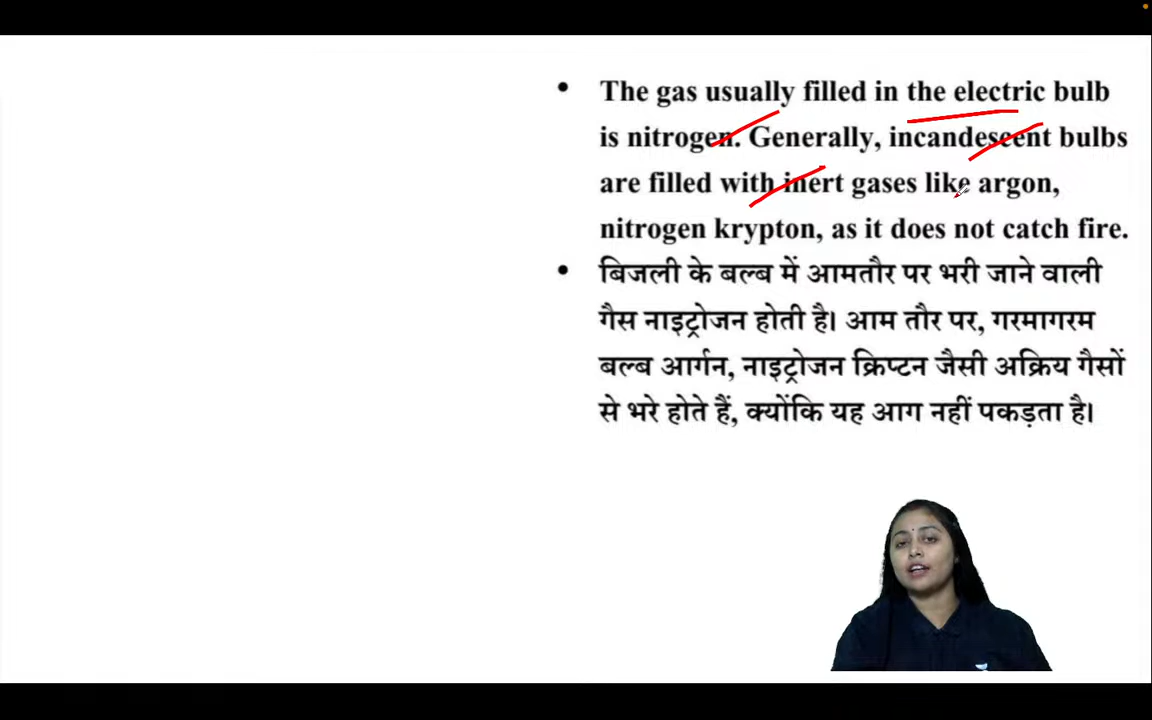 • The gas usually filled in the electric bulb
is nitrogen. Generally, incandescent bulbs
are filled with inert gases like argon,
nitrogen krypton, as it does not catch fire.
• बिजली के बल्ब में आमतौर पर भरी जाने वाली
गैस नाइट्रोजन होती है। आम तौर पर, गरमागरम
बल्ब आर्गन, नाइट्रोजन क्रिप्टन जैसी अक्रिय गैसों
से भरे होते हैं, क्योंकि यह आग नहीं पकड़ता है।